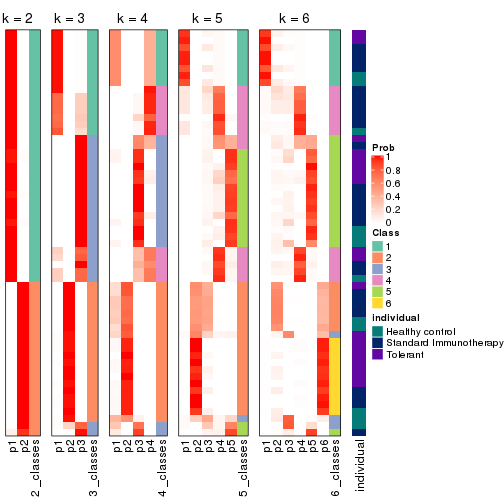 k = 2 k = 3 k = 4 k = 5 k = 6
Prob
1
0.8
0.6
0.4
0.2
0
Class
1
2
3
4
5
6
individual
Healthy control
Standard Immunotherapy
Tolerant
p1 p2 2_classes p1 p2 p3 3_classes p1 p2 p3 p4 4_classes p1 p2 p3 p4 p5 5_classes p1 p2 p3 p4 p5 p6 6_classes individual